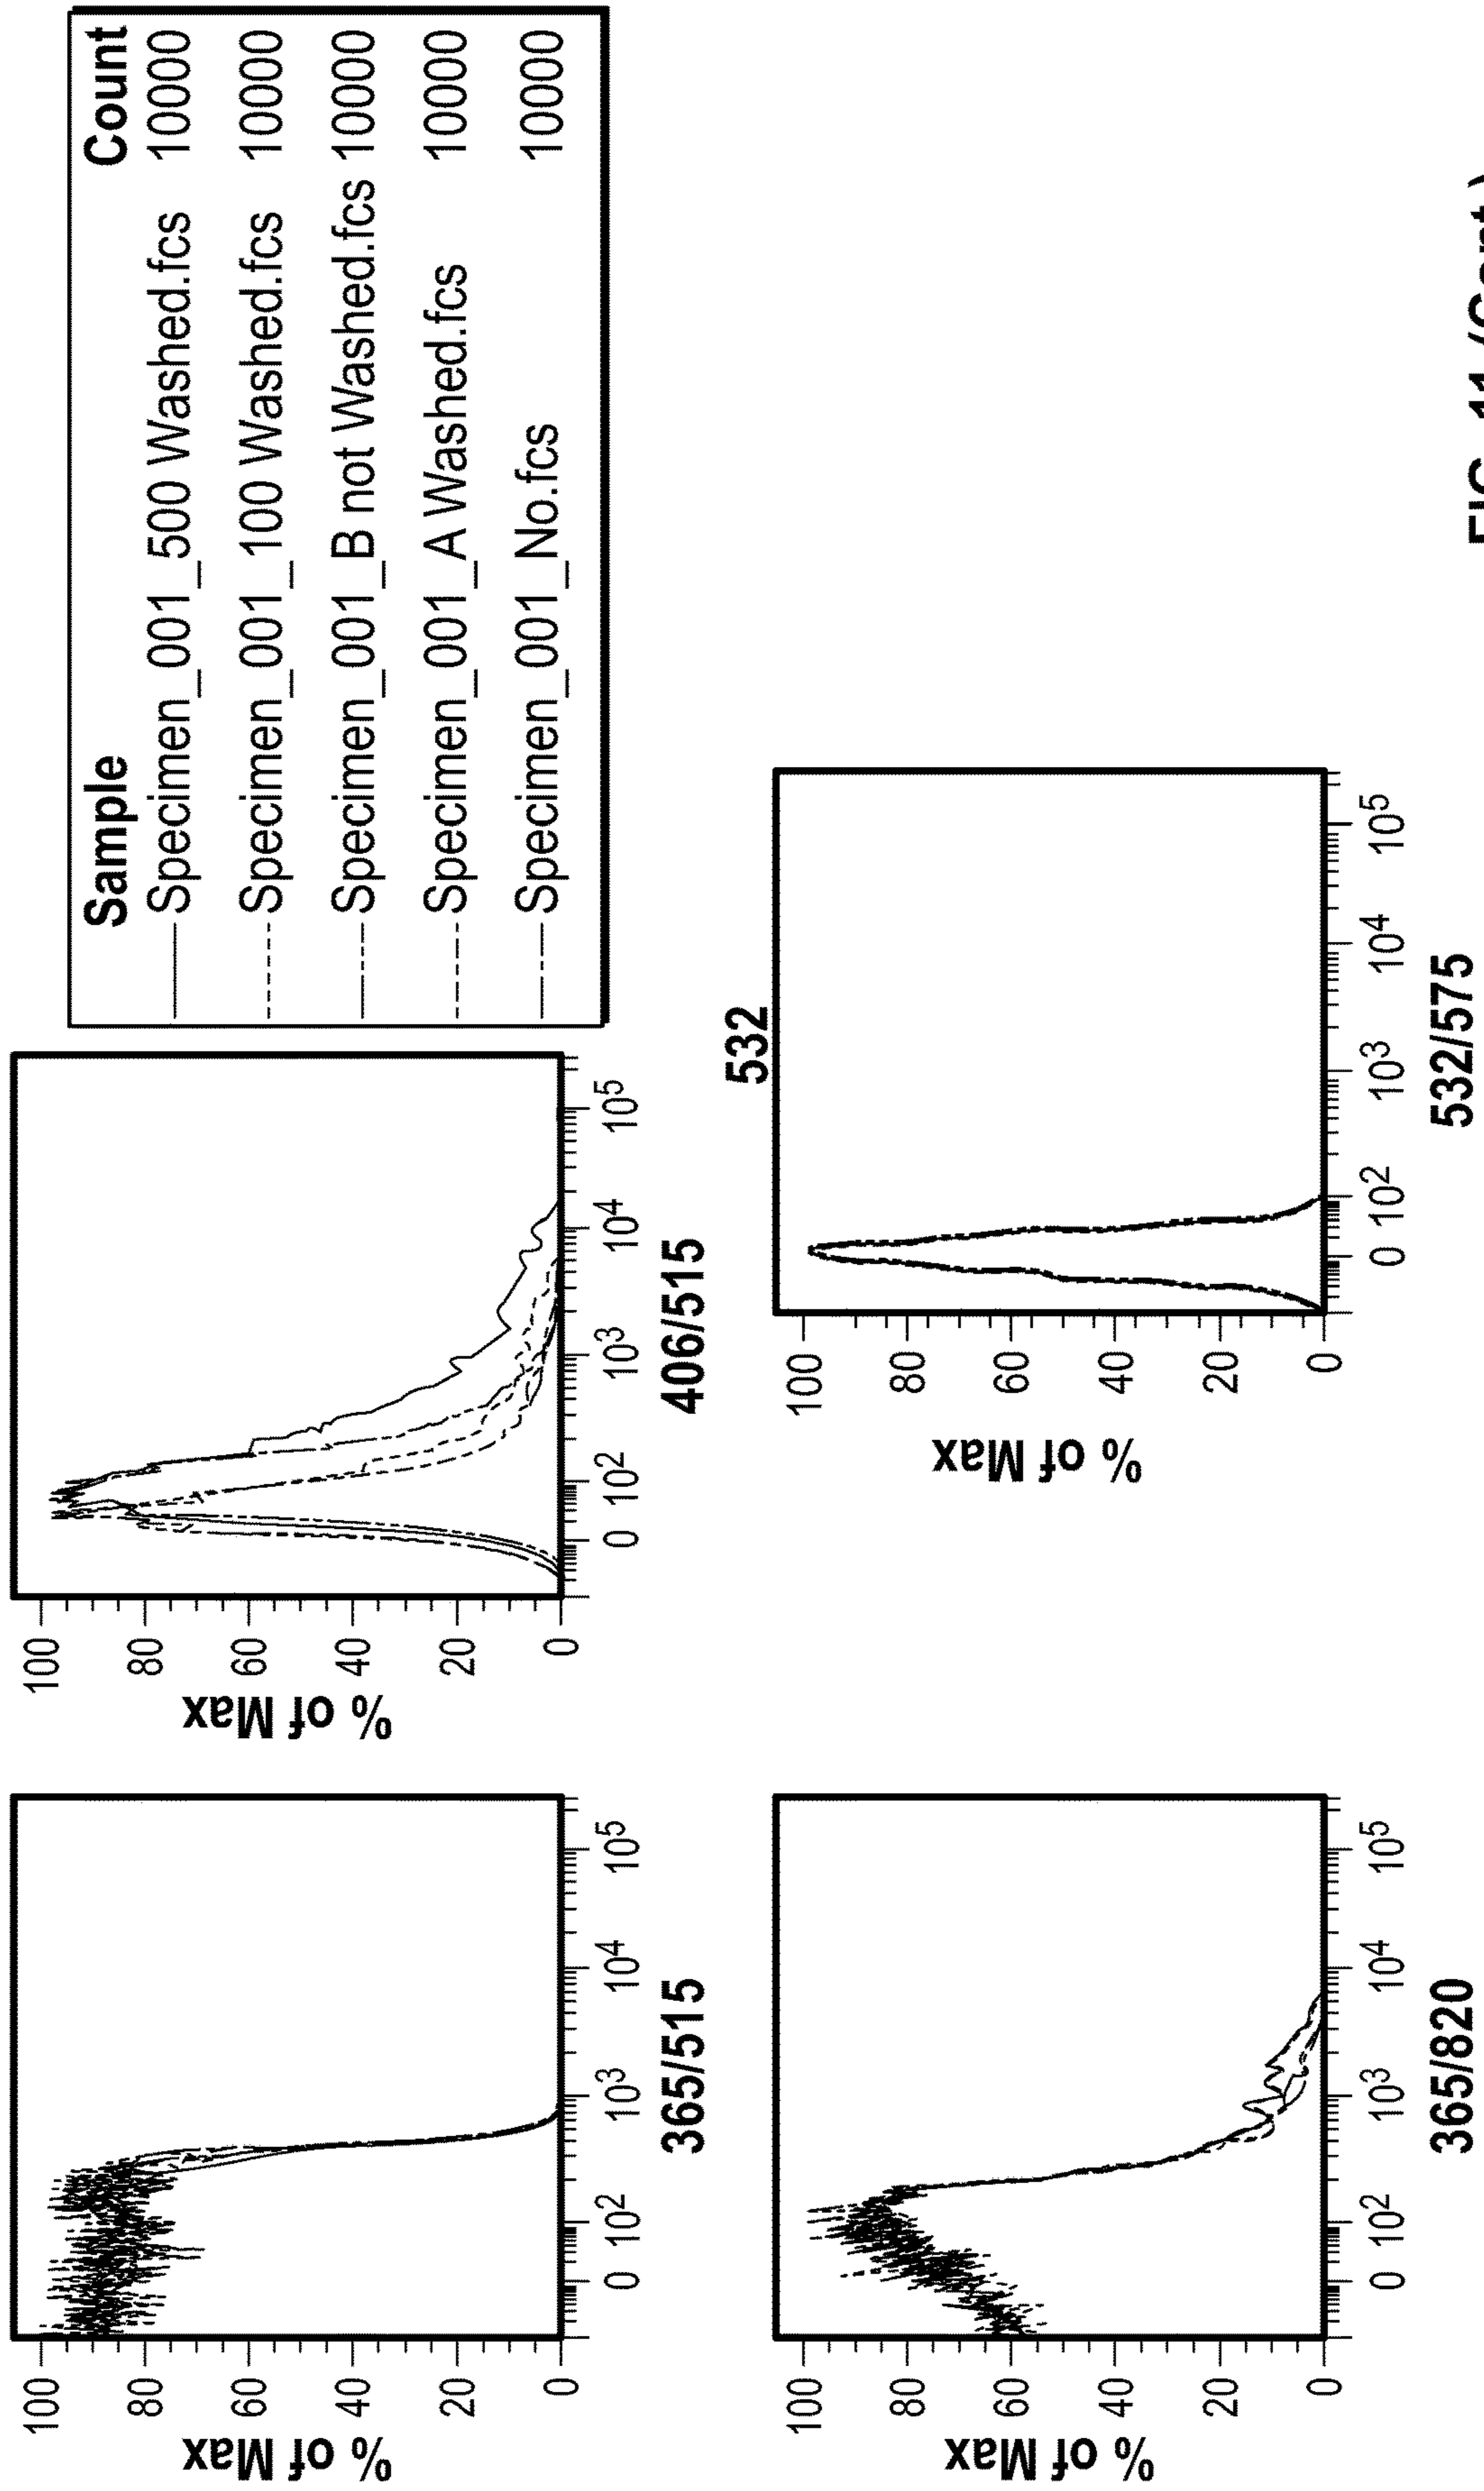 % of Max
100
80
60
40
20
0
0 10² 10³ 10⁴ 10⁵
365/515
% of Max
100
80
60
40
20
0
0 10² 10³ 10⁴ 10⁵
406/515
Sample Count
Specimen_001_500 Washed.fcs 10000
Specimen_001_100 Washed.fcs 10000
Specimen_001_B not Washed.fcs 10000
Specimen_001_A Washed.fcs 10000
Specimen_001_No.fcs 10000
% of Max
100
80
60
40
20
0
0 10² 10³ 10⁴ 10⁵
365/820
532
% of Max
100
80
60
40
20
0
0 10² 10³ 10⁴ 10⁵
532/575
FIG. 11 (Cont.)